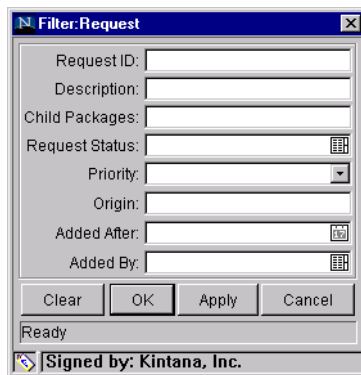 Filter:Request
Request ID:
Description:
Child Packages:
Request Status:
Priority:
Origin:
Added After:
Added By:
Clear OK Apply Cancel
Ready
Signed by: Kintana, Inc.